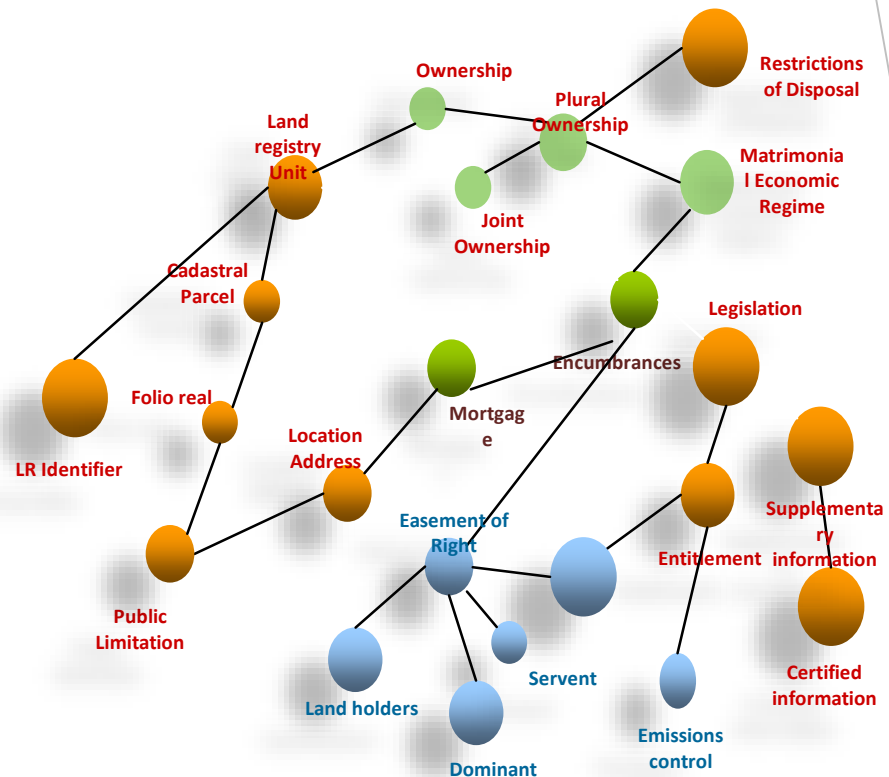 Restrictions
of Disposal
Ownership
Plural
Ownership
Land
registry
Unit
Matrimonia
l Economic
Regime
Joint
Ownership
Cadastral
Parcel
Legislation
Encumbrances
Folio real
Mortgag
e
Location
Address
LR Identifier
Supplementa
ry
information
Easement of
Right
Entitlement
Public
Limitation
Servent
Certified
information
Land holders
Emissions
control
Dominant